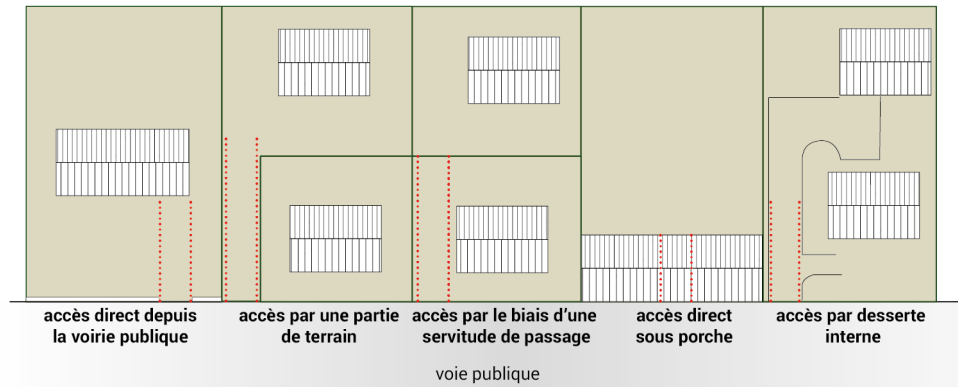 accès direct depuis
la voirie publique
accès par une partie
de terrain
accès par le biais d'une
servitude de passage
accès direct
sous porche
accès par desserte
interne
voie publique